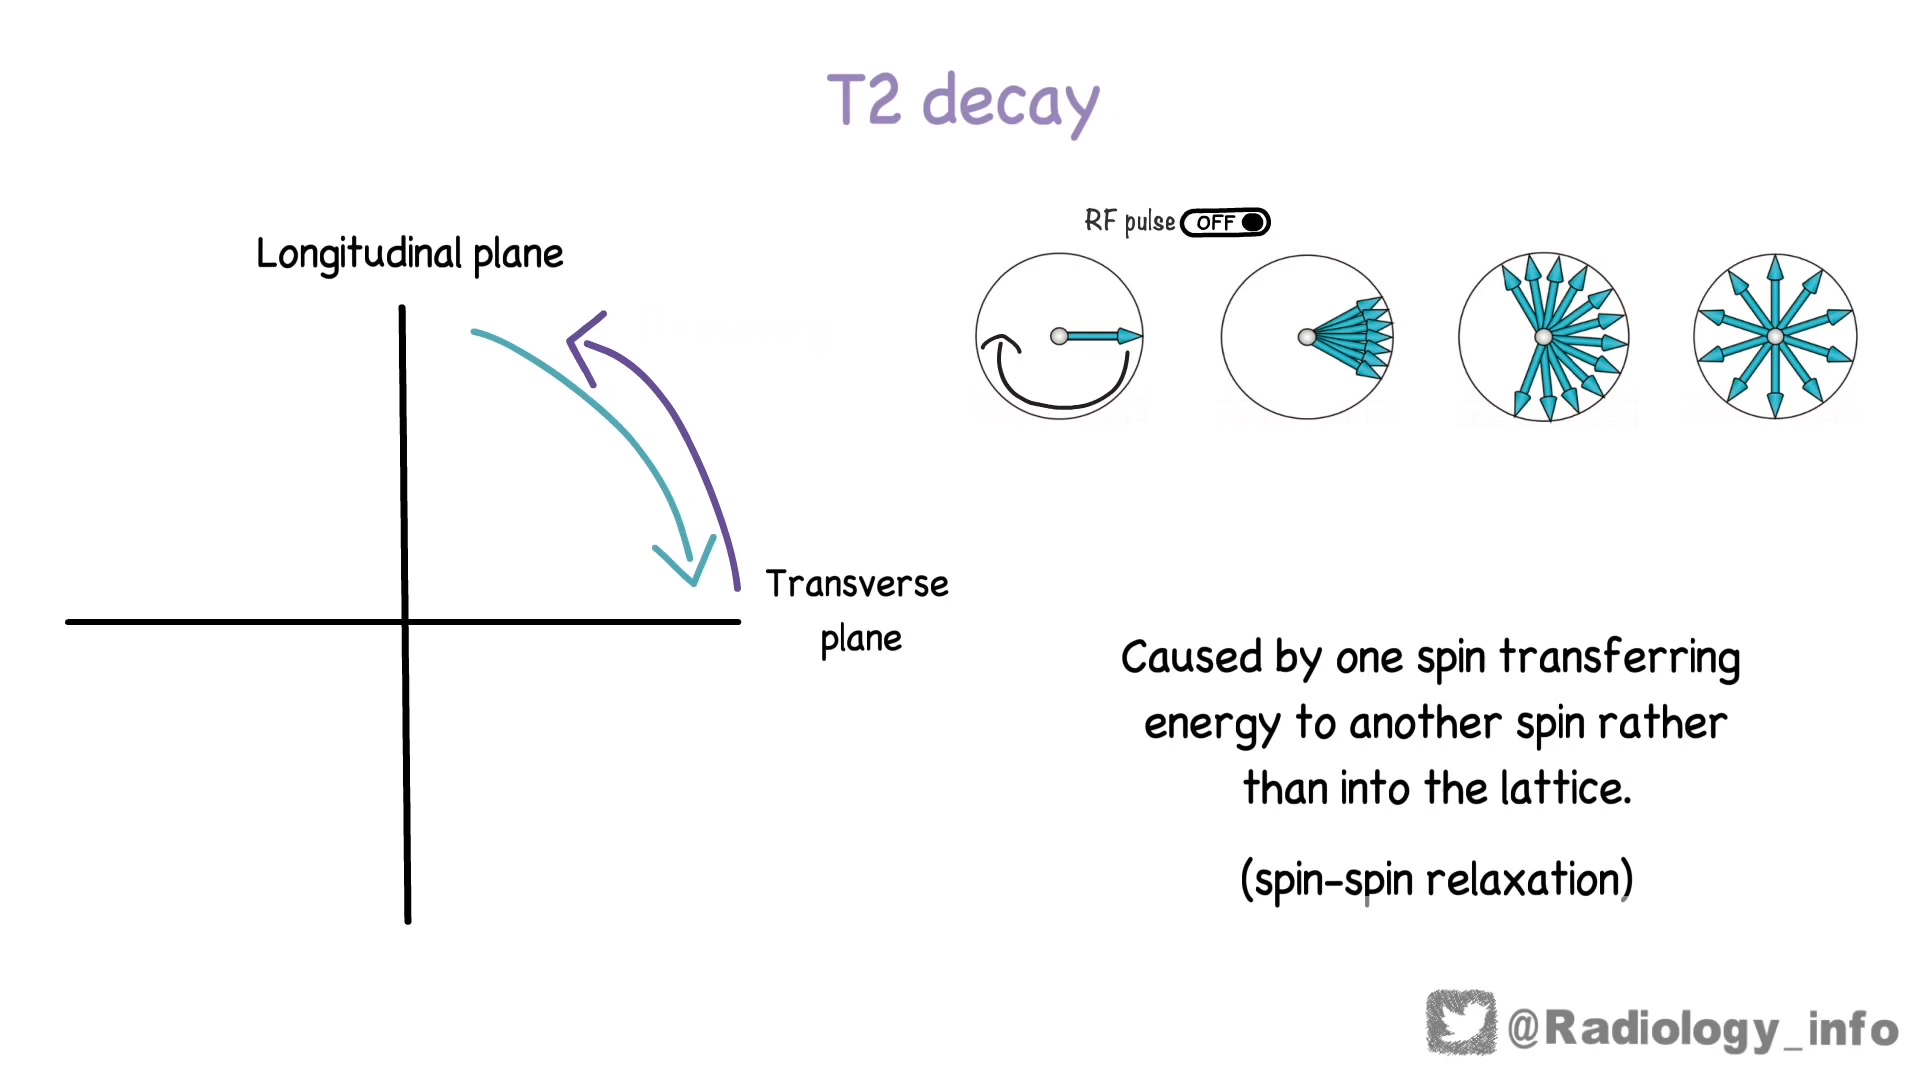 T2 decay
RF pulse OFF
Longitudinal plane
Transverse
plane
Caused by one spin transferring
energy to another spin rather
than into the lattice.
(spin-spin relaxation)
@Radiology_info